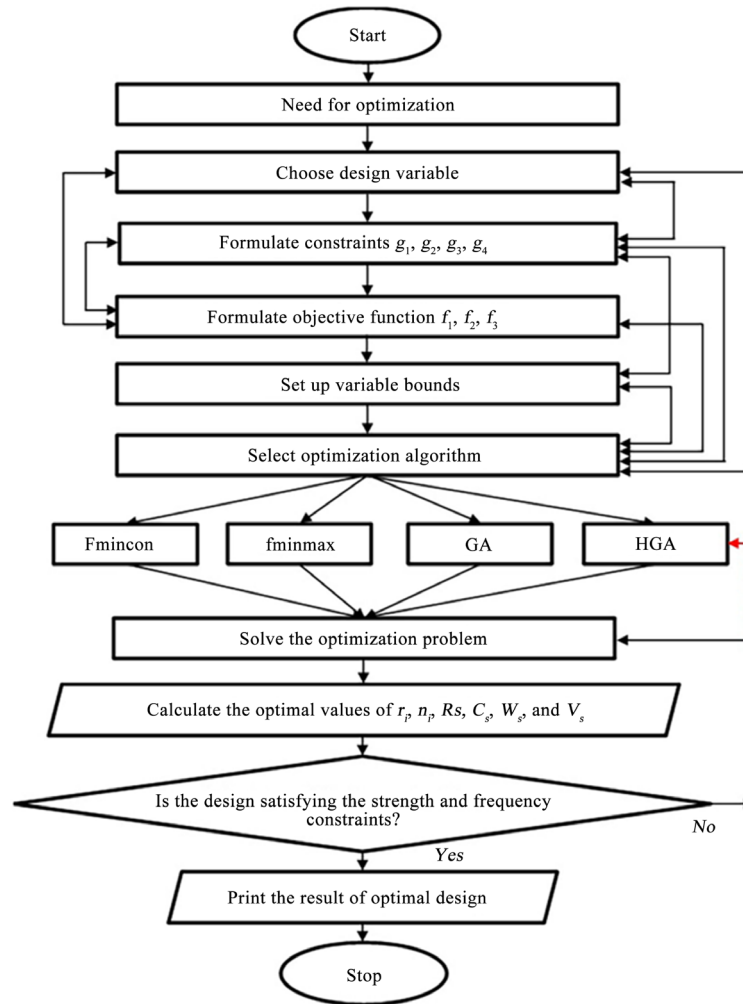 Start
Need for optimization
Choose design variable
Formulate constraints g₁, g₂, g₃, g₄
Formulate objective function f₁, f₂, f₃
Set up variable bounds
Select optimization algorithm
Fmincon
fminmax
GA
HGA
Solve the optimization problem
Calculate the optimal values of rᵢ, nᵢ, Rs, Cₛ, Wₛ, and Vₛ
Is the design satisfying the strength and frequency
constraints?
No
Yes
Print the result of optimal design
Stop